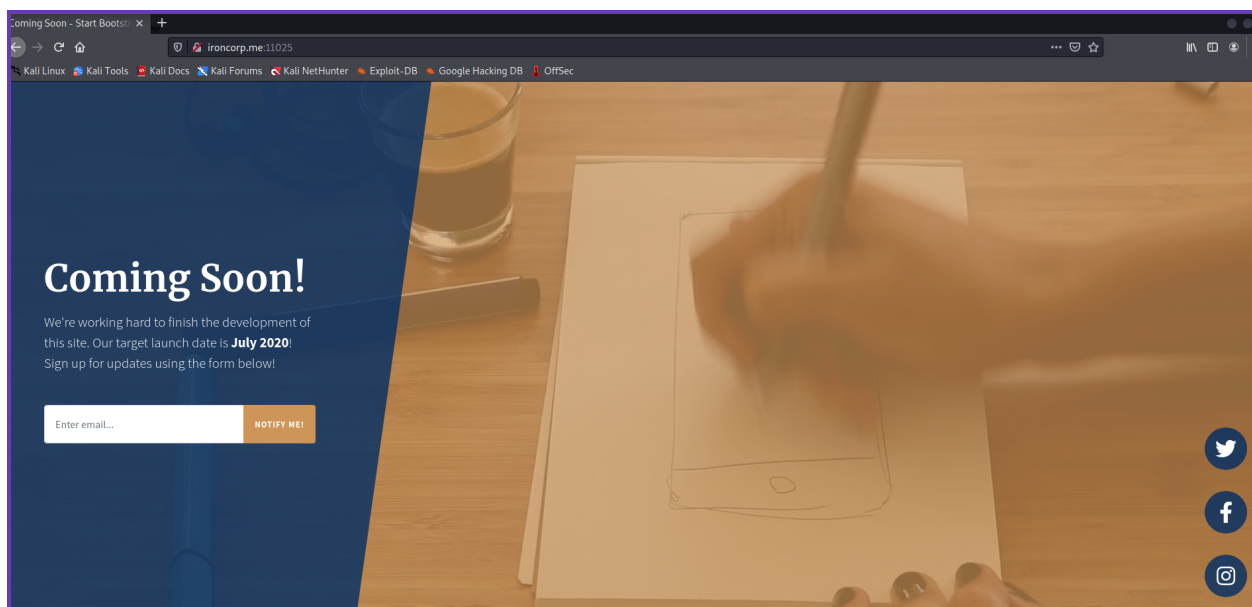 Coming Soon - Start Bootst
ironcorp.me:11025
Kali Linux Kali Tools Kali Docs Kali Forums Kali NetHunter Exploit-DB Google Hacking DB OffSec
Coming Soon!
We're working hard to finish the development of
this site. Our target launch date is July 2020!
Sign up for updates using the form below!
Enter email... NOTIFY ME!